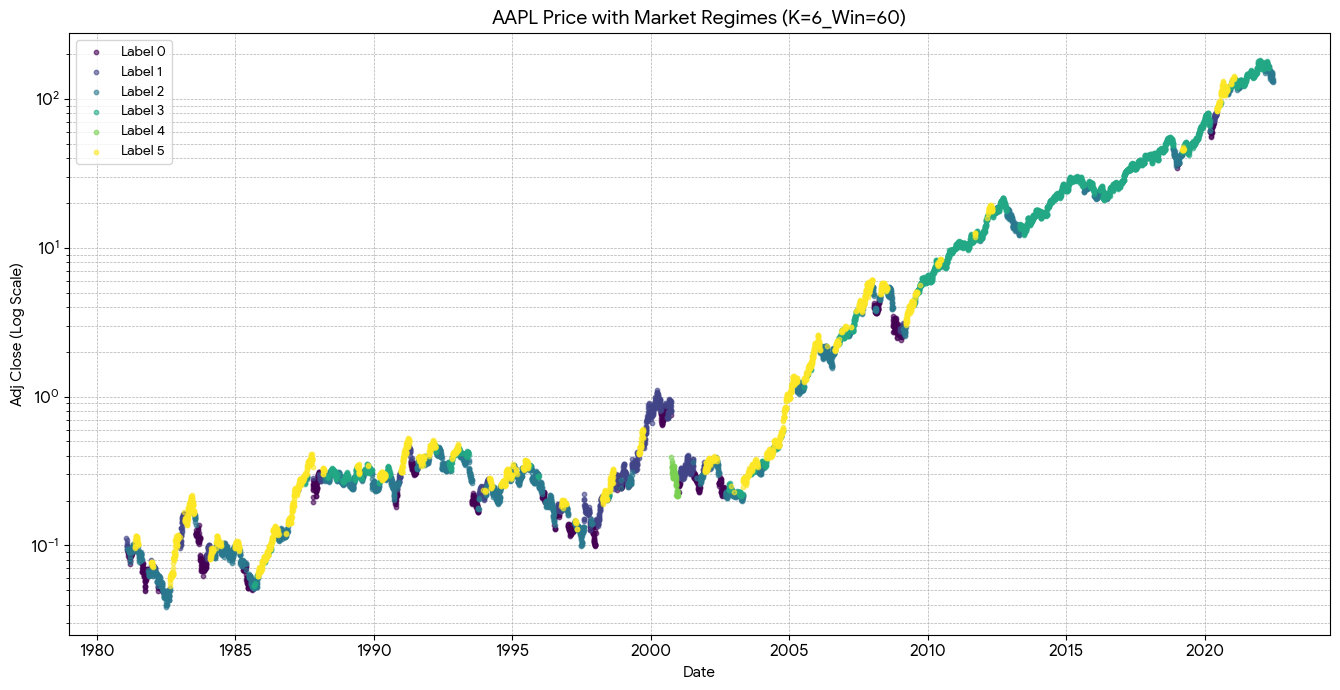 AAPL Price with Market Regimes (K=6_Win=60)
Label 0
Label 1
Label 2
Label 3
Label 4
Label 5
Adj Close (Log Scale)
10²
10¹
10⁰
10⁻¹
1980 1985 1990 1995 2000 2005 2010 2015 2020
Date